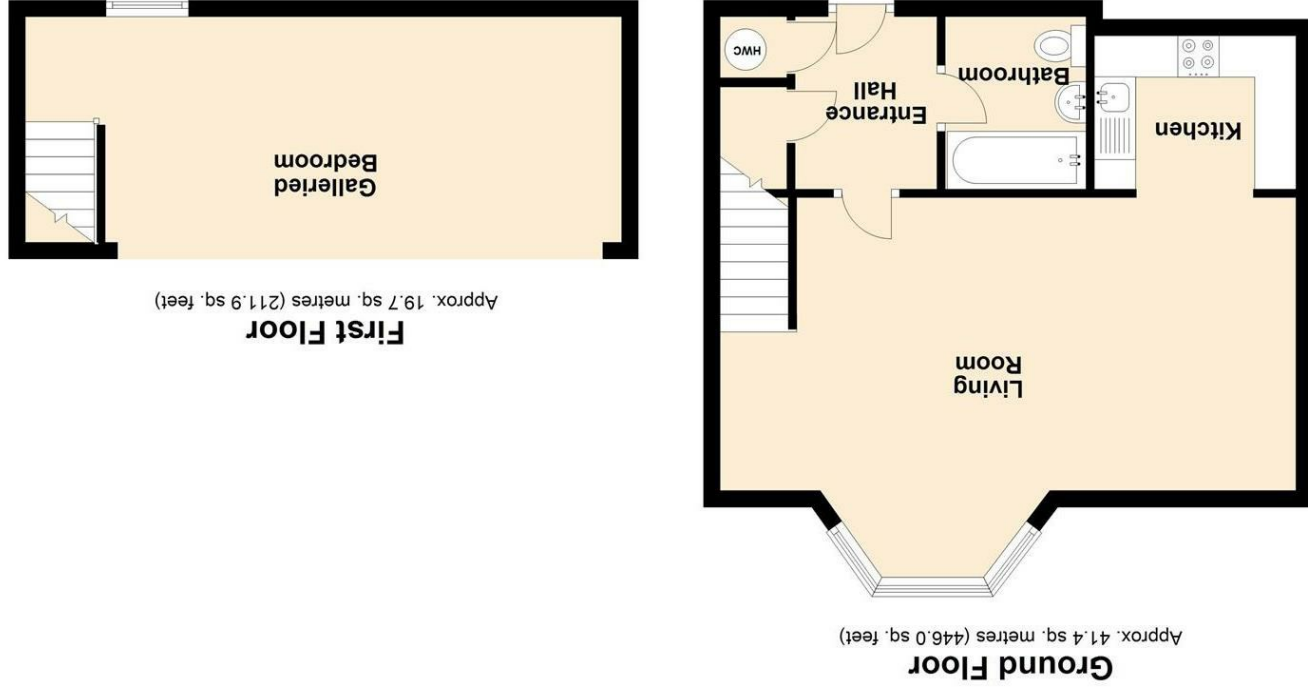 Ground Floor
Approx. 41.4 sq. metres (446.0 sq. feet)
Living
Room
Kitchen
Bathroom
Entrance
Hall
HWC
First Floor
Approx. 19.7 sq. metres (211.9 sq. feet)
Galleried
Bedroom